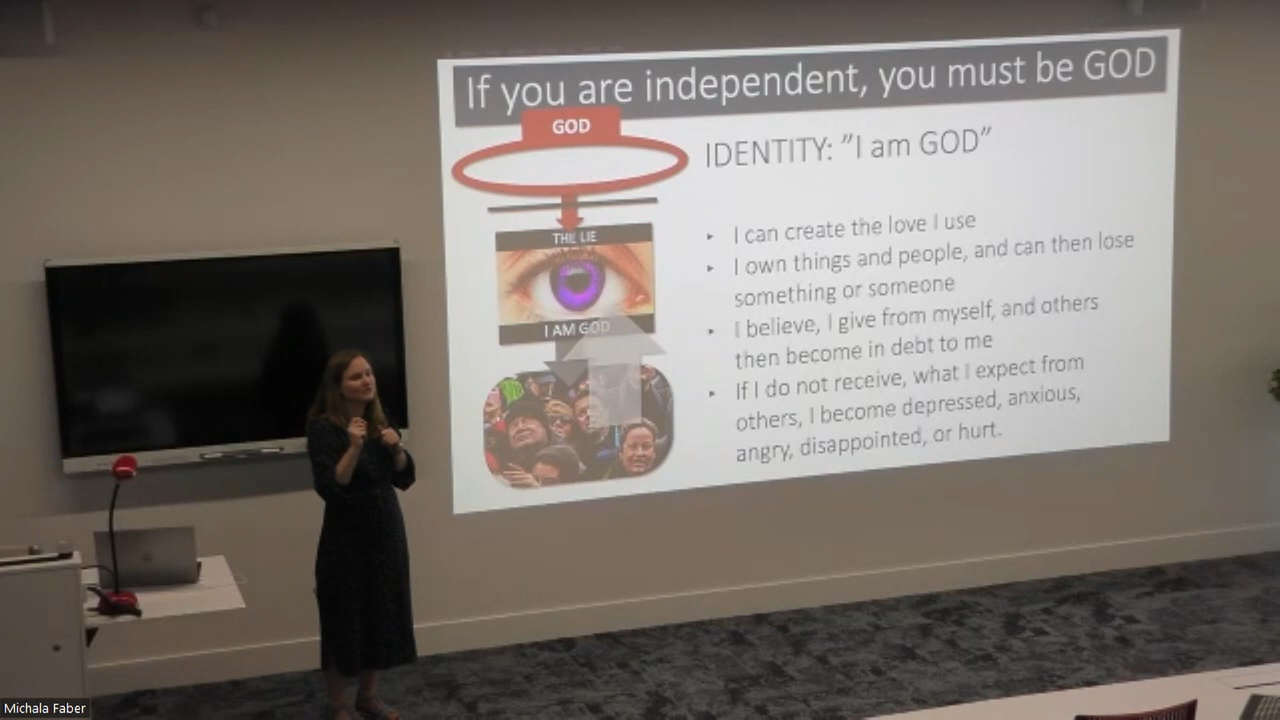 If you are independent, you must be GOD
GOD
IDENTITY: ”I am GOD”
THE LIE
I AM GOD
I can create the love I use
I own things and people, and can then lose
something or someone
I believe, I give from myself, and others
then become in debt to me
If I do not receive, what I expect from
others, I become depressed, anxious,
angry, disappointed, or hurt.
Michala Faber